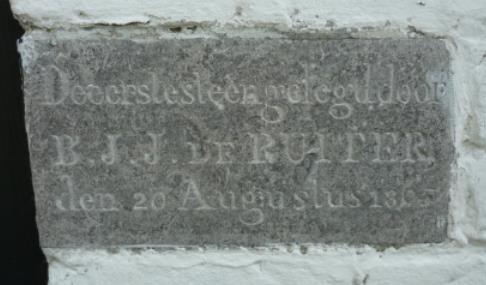 De eerste steen gelegd door
B. J. J. DE RUITER
den 20 Augustus